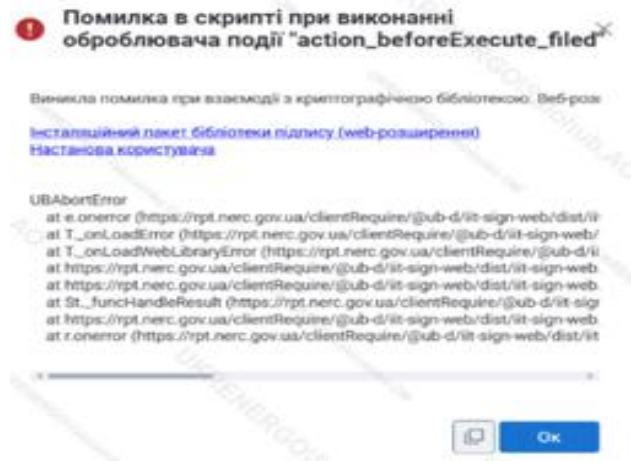 Помилка в скрипті при виконанні
оброблювача події "action_beforeExecute_filed"
Виникла помилка при взаємодії з криптографічною бібліотекою. Веб-розш
Інсталяційний пакет бібліотеки підпису (web-розширення)
Настанова користувача
UBAbortError
at e.onerror (https://rpt.nerc.gov.ua/clientRequire/@ub-d/iit-sign-web/dist/ii
at T._onLoadError (https://rpt.nerc.gov.ua/clientRequire/@ub-d/iit-sign-web/
at T._onLoadWebLibraryError (https://rpt.nerc.gov.ua/clientRequire/@ub-d/ii
at https://rpt.nerc.gov.ua/clientRequire/@ub-d/iit-sign-web/dist/iit-sign-web
at https://rpt.nerc.gov.ua/clientRequire/@ub-d/iit-sign-web/dist/iit-sign-web
at St._funcHandleResult (https://rpt.nerc.gov.ua/clientRequire/@ub-d/iit-sign
at https://rpt.nerc.gov.ua/clientRequire/@ub-d/iit-sign-web/dist/iit-sign-web
at r.onerror (https://rpt.nerc.gov.ua/clientRequire/@ub-d/iit-sign-web/dist/iit
Ок